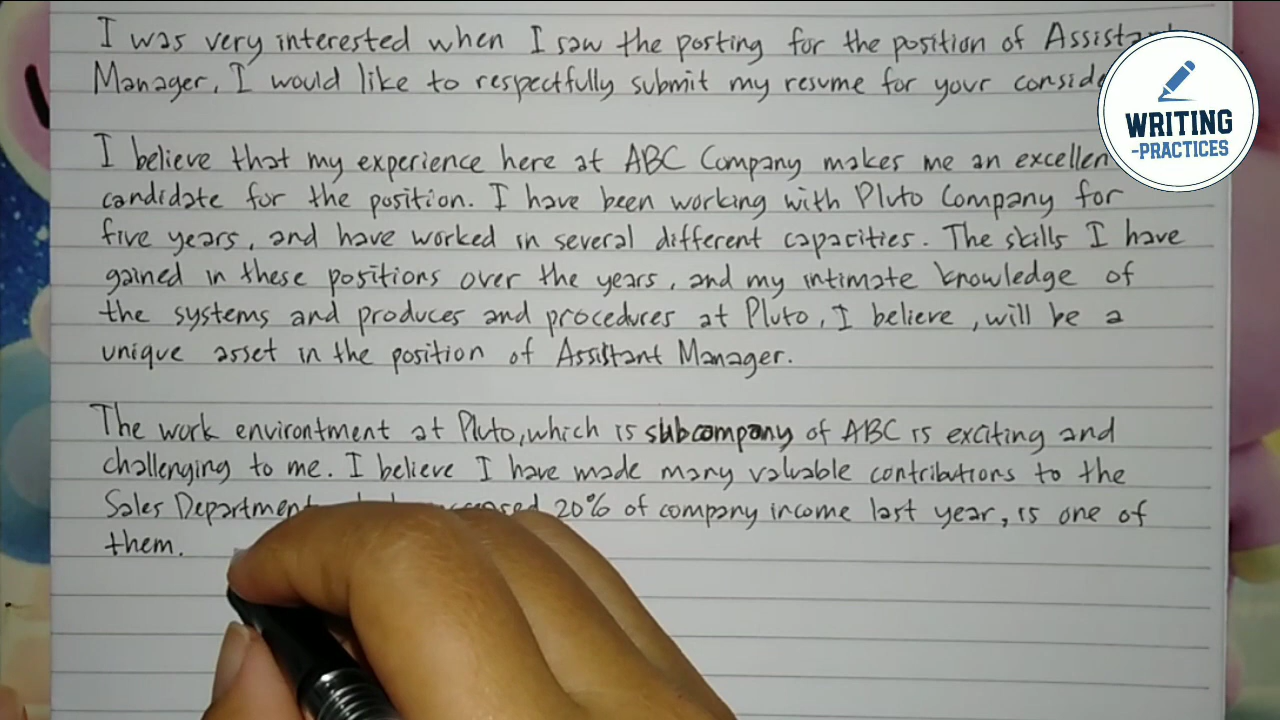 I was very interested when I saw the posting for the position of Assistant
Manager, I would like to respectfully submit my resume for your
I believe that my experience here at ABC Company makes me an excellen
candidate for the position. I have been working with Pluto Company for
five years, and have worked in several different capacities. The skills I have
gained in these positions over the years, and my intimate knowledge of
the systems and produces and procedures at Pluto, I believe, will be a
unique asset in the position of Assistant Manager.
The work environtment at Pluto, which is subcompany of ABC is exciting and
challenging to me. I believe I have made many valuable contributions to the
Sales Department 20% of company income last year, is one of
them.
WRITING
-PRACTICES